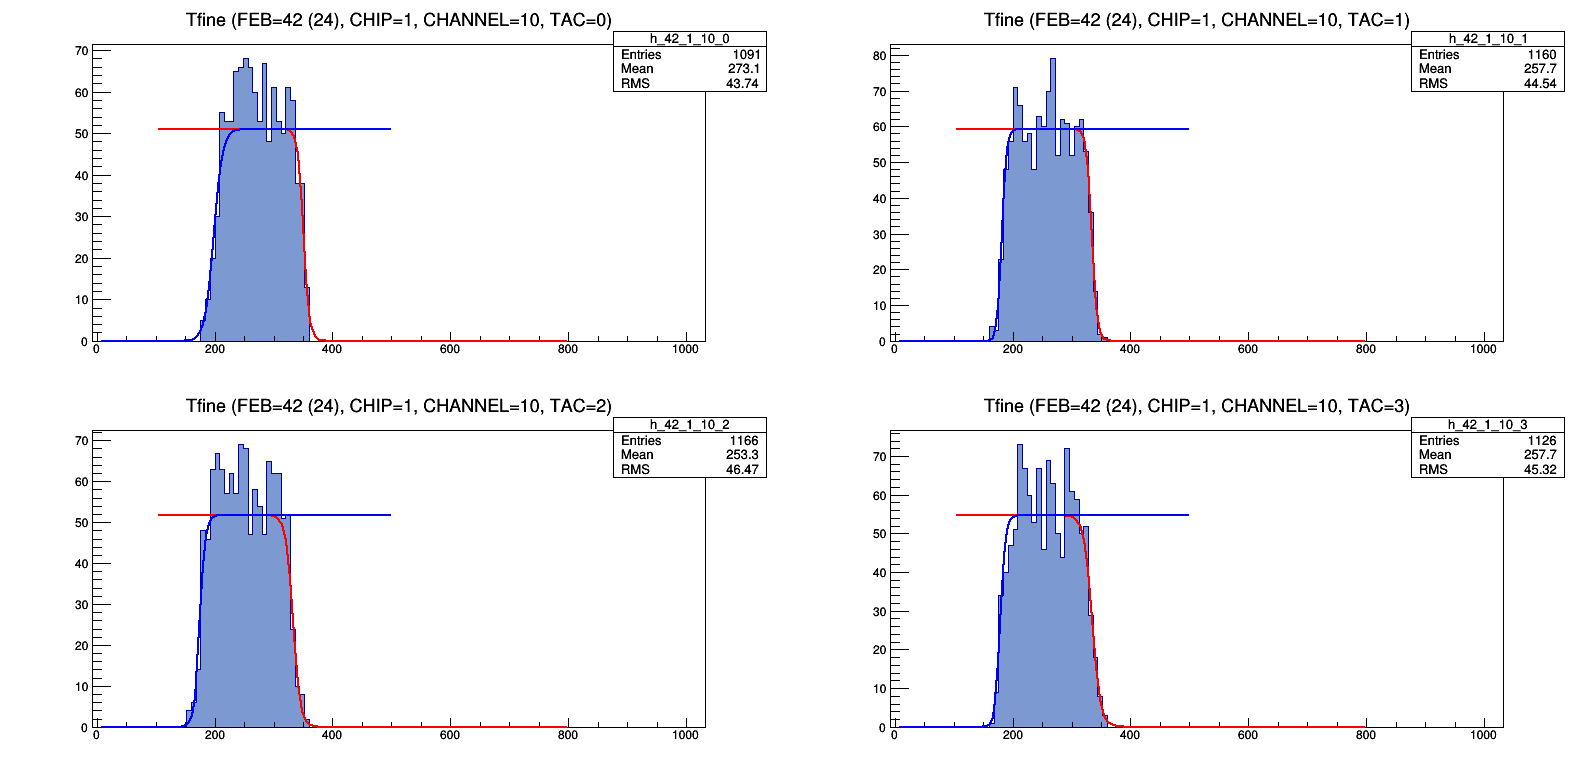 Tfine (FEB=42 (24), CHIP=1, CHANNEL=10, TAC=0)
h_42_1_10_0
Entries 1091
Mean 273.1
RMS 43.74
70
60
50
40
30
20
10
0
0 200 400 600 800 1000
Tfine (FEB=42 (24), CHIP=1, CHANNEL=10, TAC=1)
h_42_1_10_1
Entries 1160
Mean 257.7
RMS 44.54
80
70
60
50
40
30
20
10
0
0 200 400 600 800 1000
Tfine (FEB=42 (24), CHIP=1, CHANNEL=10, TAC=2)
h_42_1_10_2
Entries 1166
Mean 253.3
RMS 46.47
70
60
50
40
30
20
10
0
0 200 400 600 800 1000
Tfine (FEB=42 (24), CHIP=1, CHANNEL=10, TAC=3)
h_42_1_10_3
Entries 1126
Mean 257.7
RMS 45.32
70
60
50
40
30
20
10
0
0 200 400 600 800 1000